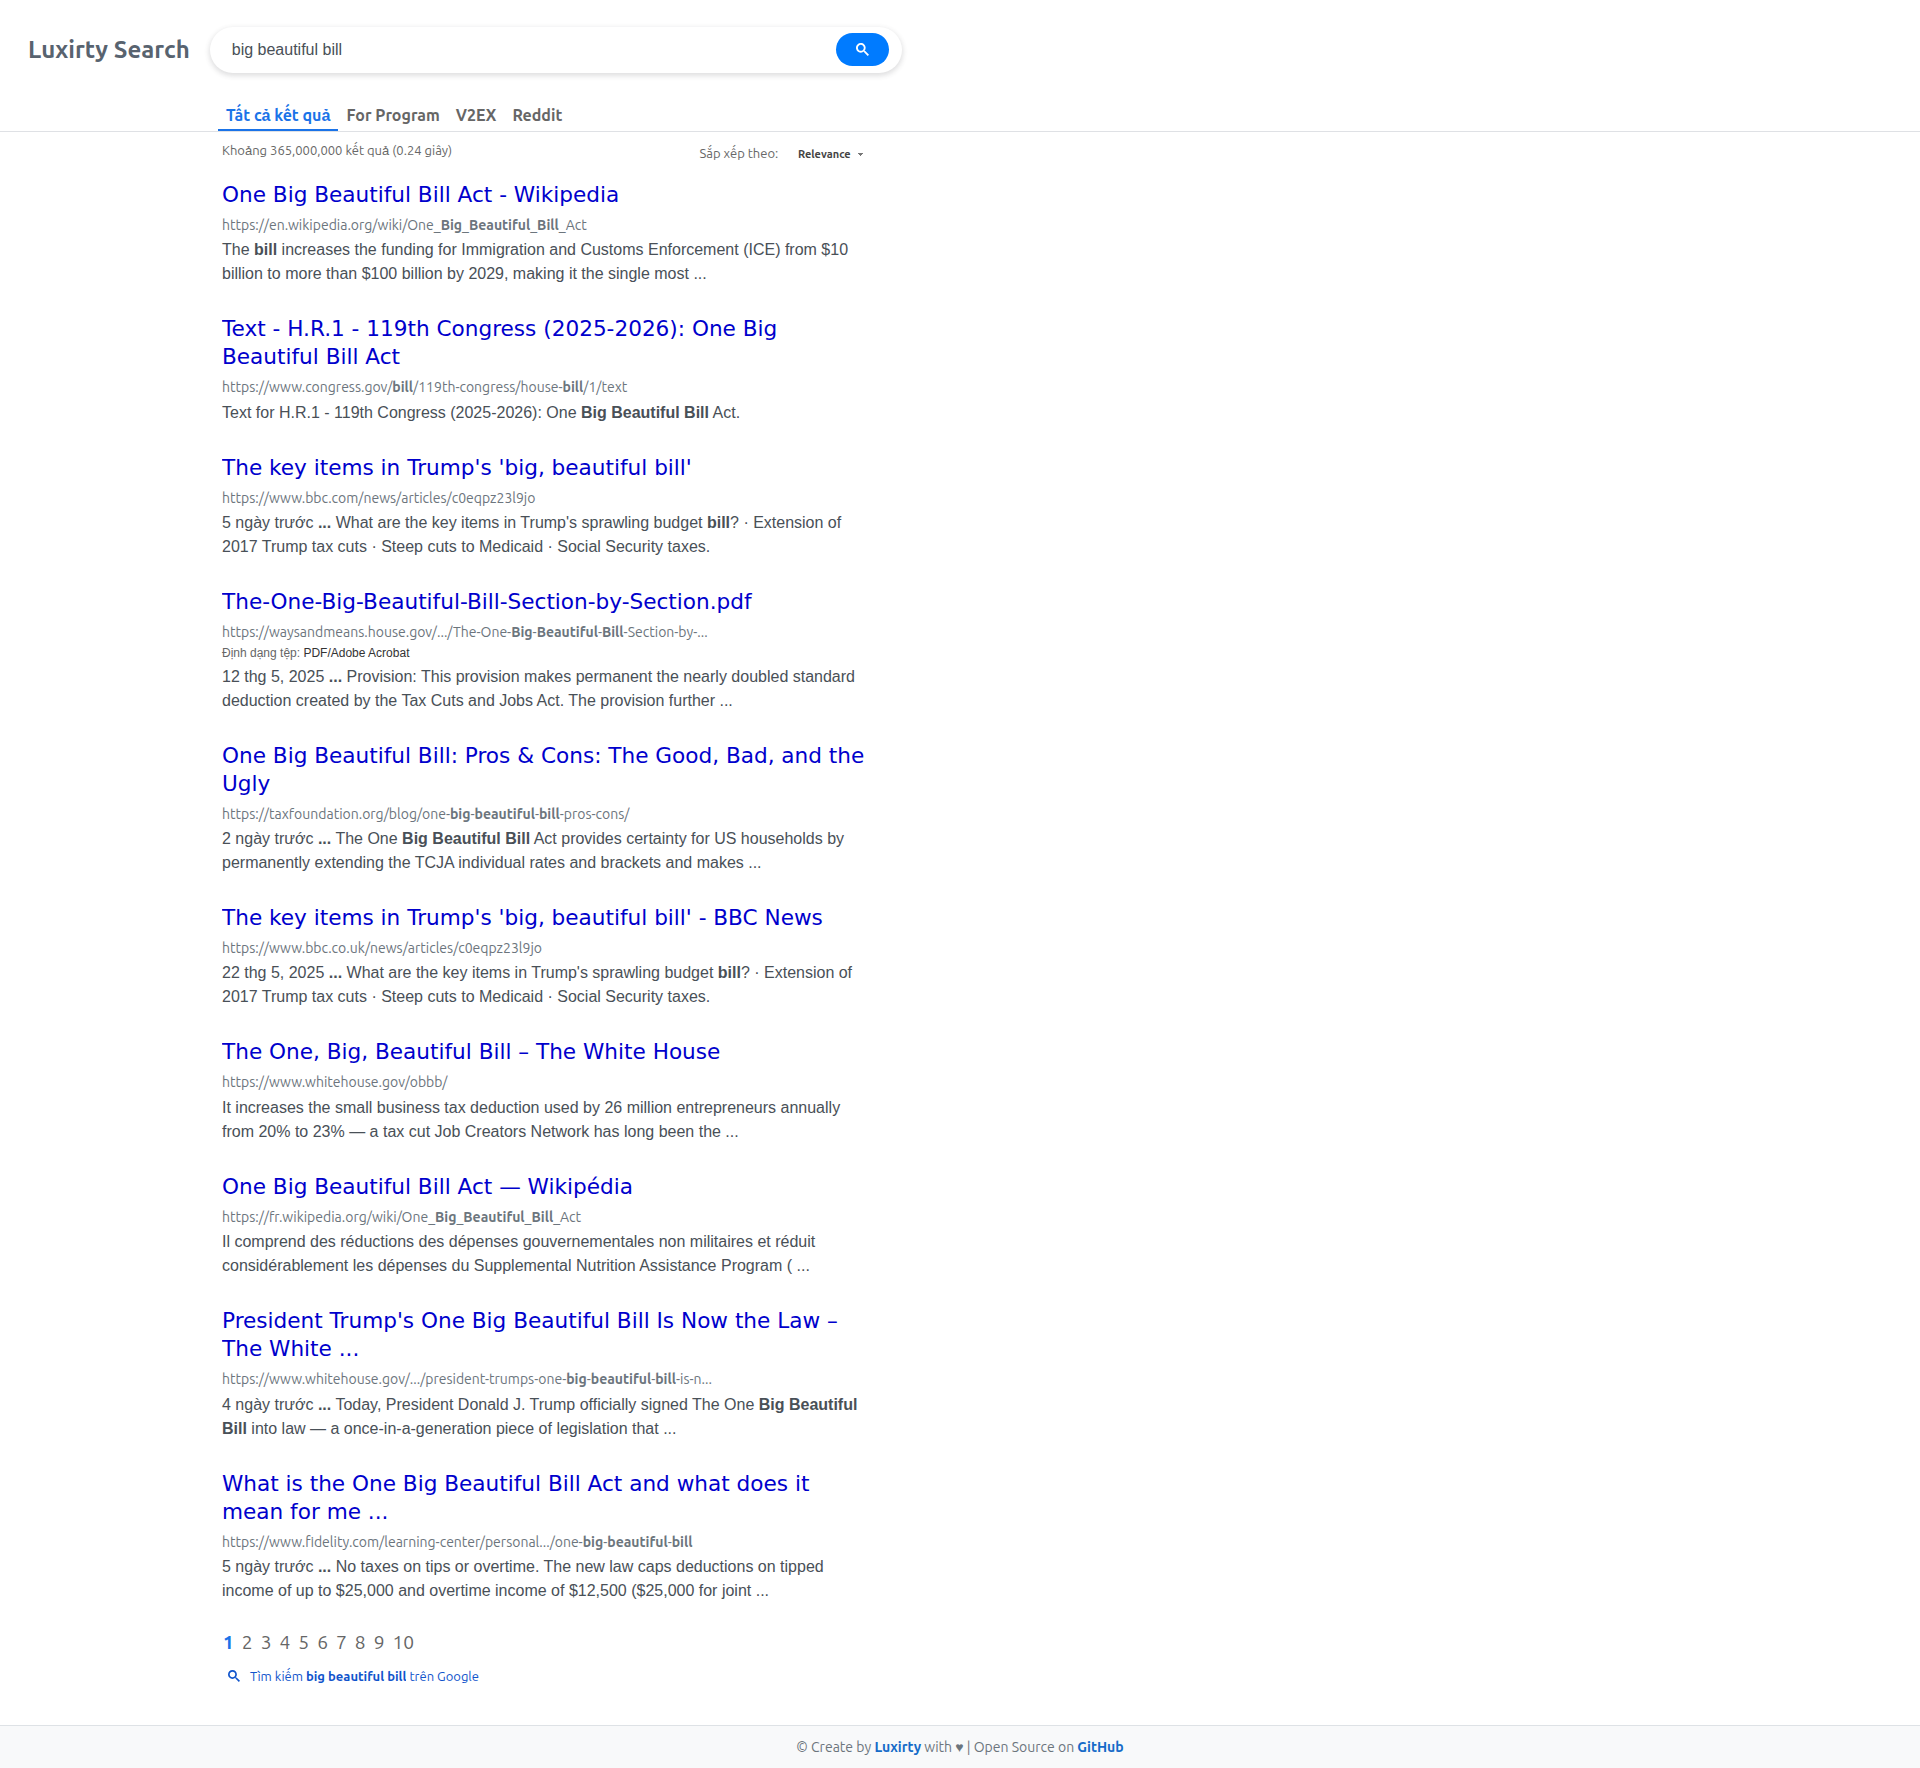 Luxirty Search
big beautiful bill
Tất cả kết quả For Program V2EX Reddit
Khoảng 365,000,000 kết quả (0.24 giây)
Sắp xếp theo: Relevance
One Big Beautiful Bill Act - Wikipedia
https://en.wikipedia.org/wiki/One_Big_Beautiful_Bill_Act
The bill increases the funding for Immigration and Customs Enforcement (ICE) from $10
billion to more than $100 billion by 2029, making it the single most ...
Text - H.R.1 - 119th Congress (2025-2026): One Big
Beautiful Bill Act
https://www.congress.gov/bill/119th-congress/house-bill/1/text
Text for H.R.1 - 119th Congress (2025-2026): One Big Beautiful Bill Act.
The key items in Trump's 'big, beautiful bill'
https://www.bbc.com/news/articles/c0eqpz23l9jo
5 ngày trước ... What are the key items in Trump's sprawling budget bill? · Extension of
2017 Trump tax cuts · Steep cuts to Medicaid · Social Security taxes.
The-One-Big-Beautiful-Bill-Section-by-Section.pdf
https://waysandmeans.house.gov/.../The-One-Big-Beautiful-Bill-Section-by-...
Định dạng tệp: PDF/Adobe Acrobat
12 thg 5, 2025 ... Provision: This provision makes permanent the nearly doubled standard
deduction created by the Tax Cuts and Jobs Act. The provision further ...
One Big Beautiful Bill: Pros & Cons: The Good, Bad, and the
Ugly
https://taxfoundation.org/blog/one-big-beautiful-bill-pros-cons/
2 ngày trước ... The One Big Beautiful Bill Act provides certainty for US households by
permanently extending the TCJA individual rates and brackets and makes ...
The key items in Trump's 'big, beautiful bill' - BBC News
https://www.bbc.co.uk/news/articles/c0eqpz23l9jo
22 thg 5, 2025 ... What are the key items in Trump's sprawling budget bill? · Extension of
2017 Trump tax cuts · Steep cuts to Medicaid · Social Security taxes.
The One, Big, Beautiful Bill – The White House
https://www.whitehouse.gov/obbb/
It increases the small business tax deduction used by 26 million entrepreneurs annually
from 20% to 23% — a tax cut Job Creators Network has long been the ...
One Big Beautiful Bill Act — Wikipédia
https://fr.wikipedia.org/wiki/One_Big_Beautiful_Bill_Act
Il comprend des réductions des dépenses gouvernementales non militaires et réduit
considérablement les dépenses du Supplemental Nutrition Assistance Program ( ...
President Trump's One Big Beautiful Bill Is Now the Law –
The White ...
https://www.whitehouse.gov/.../president-trumps-one-big-beautiful-bill-is-n...
4 ngày trước ... Today, President Donald J. Trump officially signed The One Big Beautiful
Bill into law — a once-in-a-generation piece of legislation that ...
What is the One Big Beautiful Bill Act and what does it
mean for me ...
https://www.fidelity.com/learning-center/personal.../one-big-beautiful-bill
5 ngày trước ... No taxes on tips or overtime. The new law caps deductions on tipped
income of up to $25,000 and overtime income of $12,500 ($25,000 for joint ...
1 2 3 4 5 6 7 8 9 10
Tìm kiếm big beautiful bill trên Google
© Create by Luxirty with ♥ | Open Source on GitHub